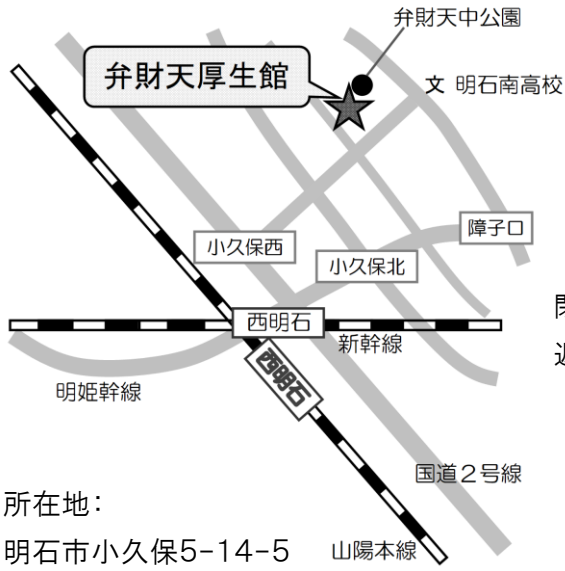 弁財天中公園
弁財天厚生館
文 明石南高校
障子口
小久保西
小久保北
西明石
新幹線
西明石
明姫幹線
国道2号線
所在地:
明石市小久保5-14-5
山陽本線